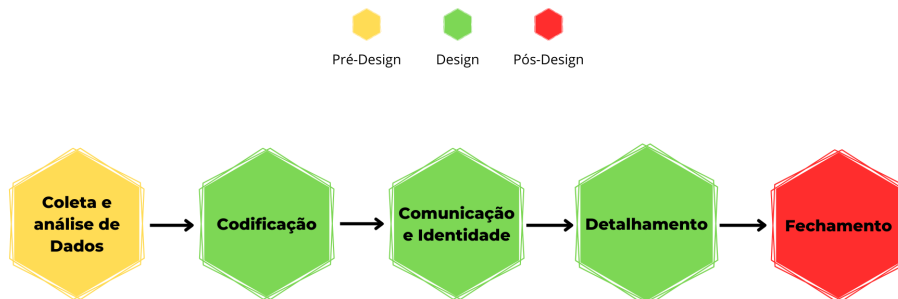 Pré-Design
Design
Pós-Design
Coleta e
análise de
Dados
Codificação
Comunicação
e Identidade
Detalhamento
Fechamento